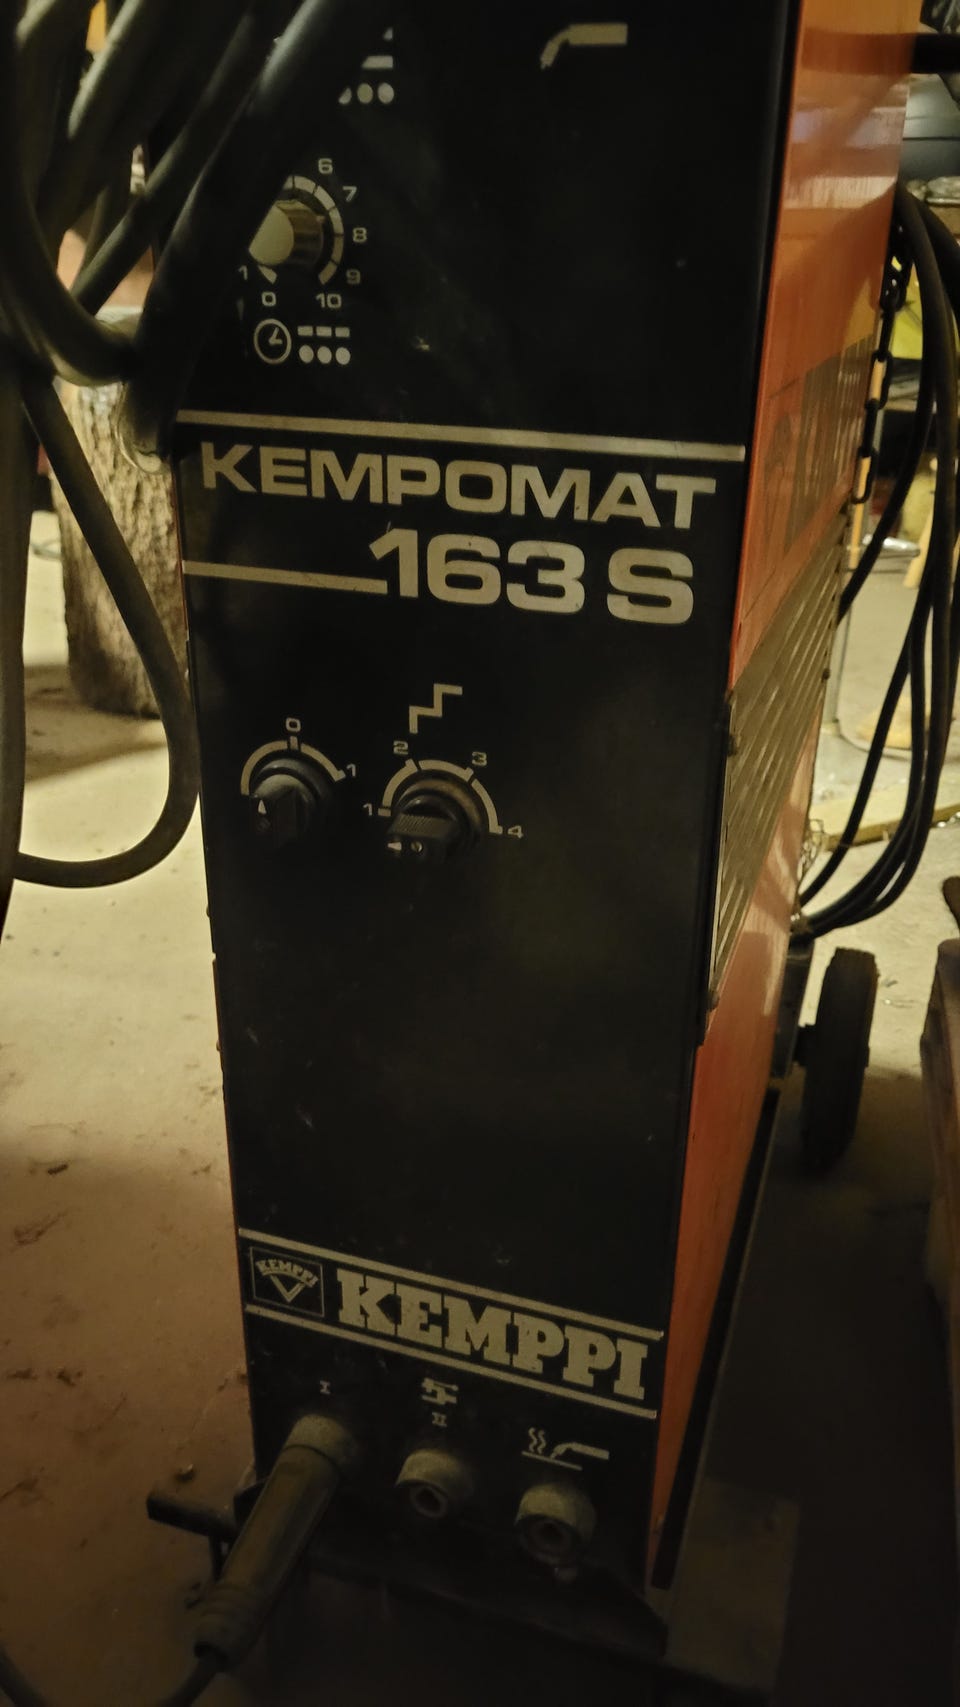 6
7
8
9
1 0 10
KEMPOMAT
163 S
0
1
2 3
1 4
KEMPPI
KEMPPI
I
II